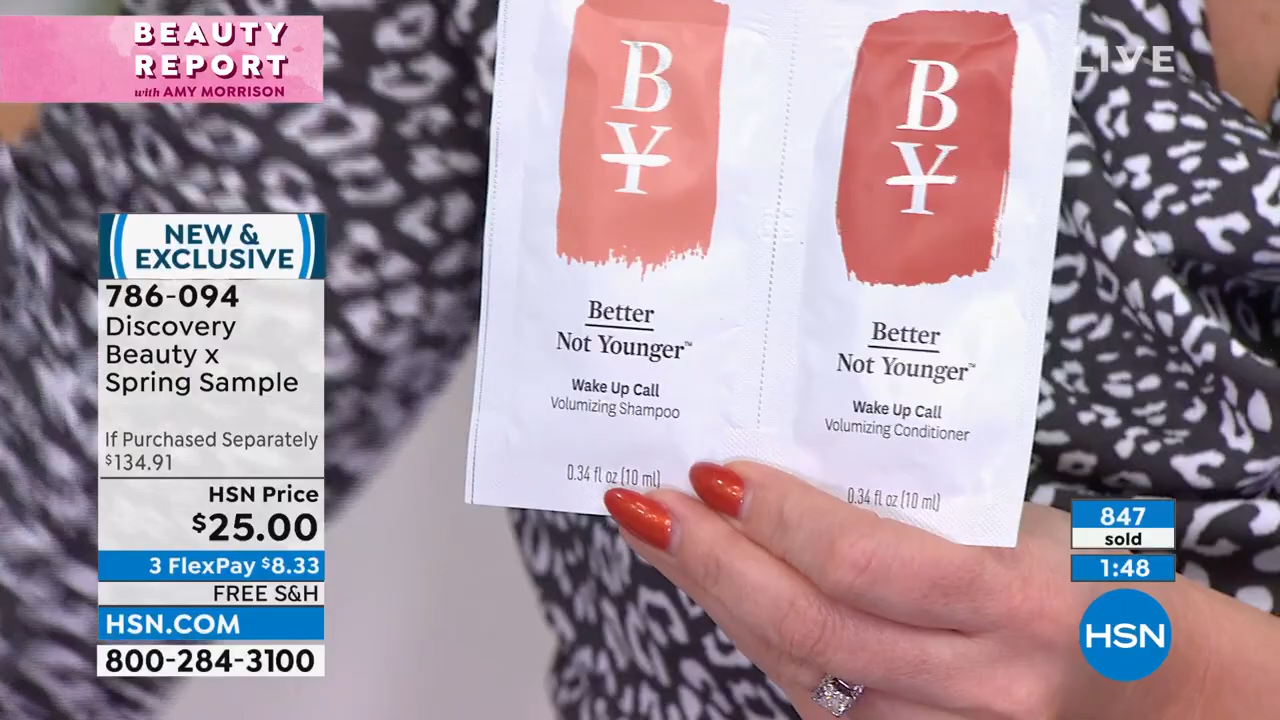 BEAUTY
REPORT
with AMY MORRISON
LIVE
NEW &
EXCLUSIVE
786-094
Discovery
Beauty x
Spring Sample
If Purchased Separately
$134.91
HSN Price
$25.00
3 FlexPay $8.33
FREE S&H
HSN.COM
800-284-3100
B
Y
Better
Not Younger™
Wake Up Call
Volumizing Shampoo
0.34 fl oz (10 ml)
B
Y
Better
Not Younger™
Wake Up Call
Volumizing Conditioner
0.34 fl oz (10 ml)
847
sold
1:48
HSN